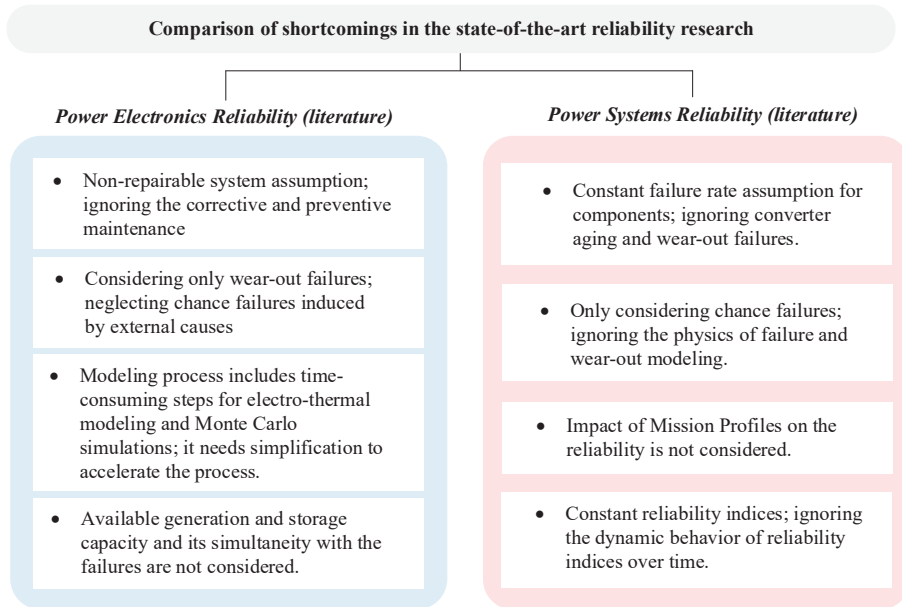 Comparison of shortcomings in the state-of-the-art reliability research
Power Electronics Reliability (literature)
• Non-repairable system assumption;
ignoring the corrective and preventive
maintenance
• Considering only wear-out failures;
neglecting chance failures induced
by external causes
• Modeling process includes time-
consuming steps for electro-thermal
modeling and Monte Carlo
simulations; it needs simplification to
accelerate the process.
• Available generation and storage
capacity and its simultaneity with the
failures are not considered.
Power Systems Reliability (literature)
• Constant failure rate assumption for
components; ignoring converter
aging and wear-out failures.
• Only considering chance failures;
ignoring the physics of failure and
wear-out modeling.
• Impact of Mission Profiles on the
reliability is not considered.
• Constant reliability indices; ignoring
the dynamic behavior of reliability
indices over time.